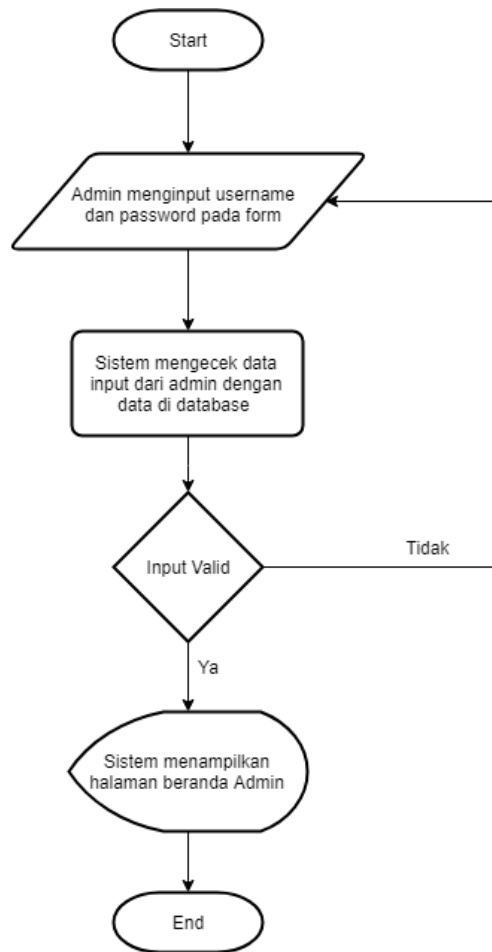 Start
Admin menginput username
dan password pada form
Sistem mengecek data
input dari admin dengan
data di database
Input Valid
Tidak
Ya
Sistem menampilkan
halaman beranda Admin
End